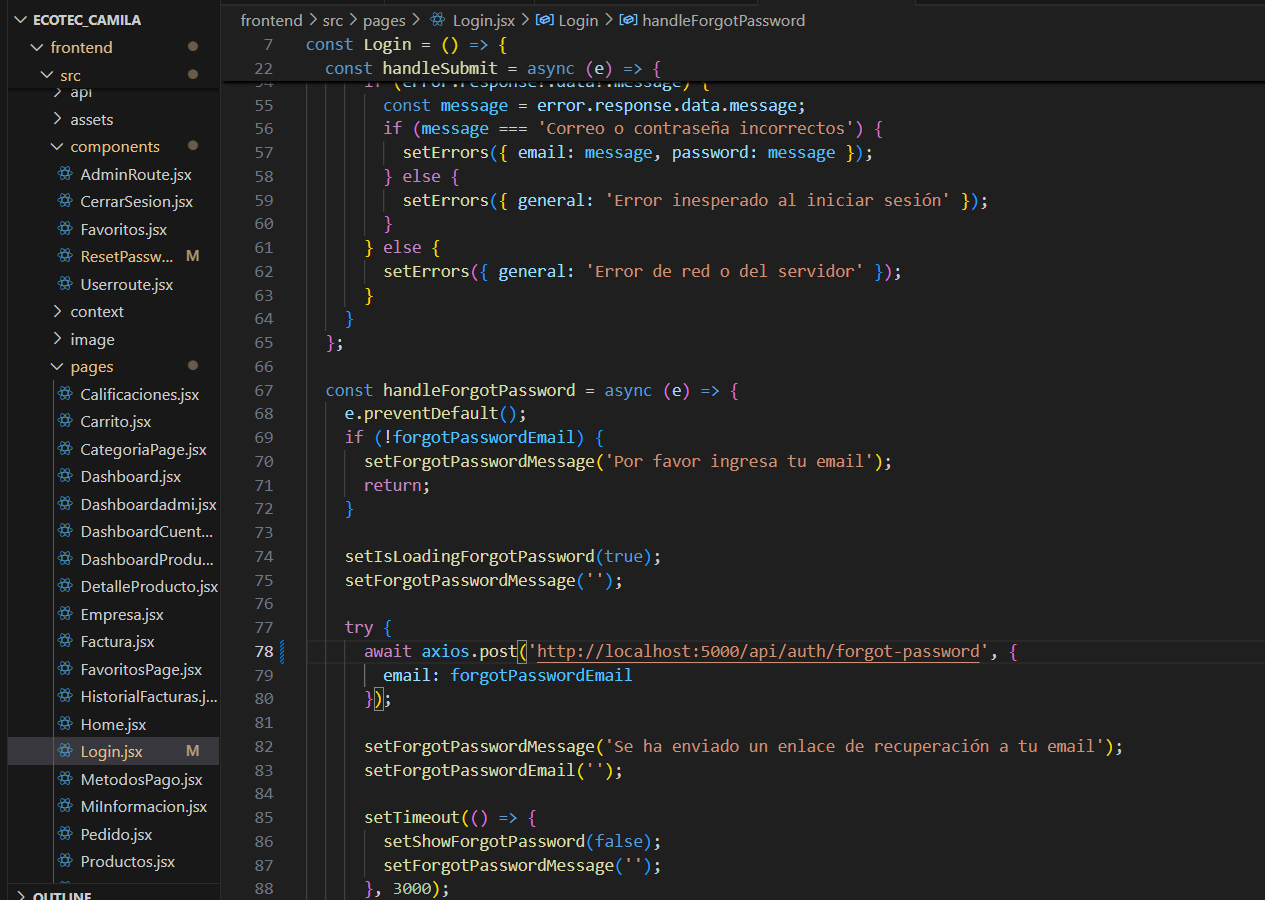 ECOTEC_CAMILA
frontend
src
api
assets
components
AdminRoute.jsx
CerrarSesion.jsx
Favoritos.jsx
ResetPassw... M
Userroute.jsx
context
image
pages
Calificaciones.jsx
Carrito.jsx
CategoriaPage.jsx
Dashboard.jsx
Dashboardadmi.jsx
DashboardCuent...
DashboardProdu...
DetalleProducto.jsx
Empresa.jsx
Factura.jsx
FavoritosPage.jsx
HistorialFacturas.j...
Home.jsx
Login.jsx M
MetodosPago.jsx
MiInformacion.jsx
Pedido.jsx
Productos.jsx
OUTLINE
frontend > src > pages > Login.jsx > Login > handleForgotPassword
7 const Login = () => {
22 const handleSubmit = async (e) => {
54 if (error.response?.data?.message) {
55 const message = error.response.data.message;
56 if (message === 'Correo o contraseña incorrectos') {
57 setErrors({ email: message, password: message });
58 } else {
59 setErrors({ general: 'Error inesperado al iniciar sesión' });
60 }
61 } else {
62 setErrors({ general: 'Error de red o del servidor' });
63 }
64 }
65 };
66
67 const handleForgotPassword = async (e) => {
68 e.preventDefault();
69 if (!forgotPasswordEmail) {
70 setForgotPasswordMessage('Por favor ingresa tu email');
71 return;
72 }
73
74 setIsLoadingForgotPassword(true);
75 setForgotPasswordMessage('');
76
77 try {
78 await axios.post('http://localhost:5000/api/auth/forgot-password', {
79 email: forgotPasswordEmail
80 });
81
82 setForgotPasswordMessage('Se ha enviado un enlace de recuperación a tu email');
83 setForgotPasswordEmail('');
84
85 setTimeout(() => {
86 setShowForgotPassword(false);
87 setForgotPasswordMessage('');
88 }, 3000);